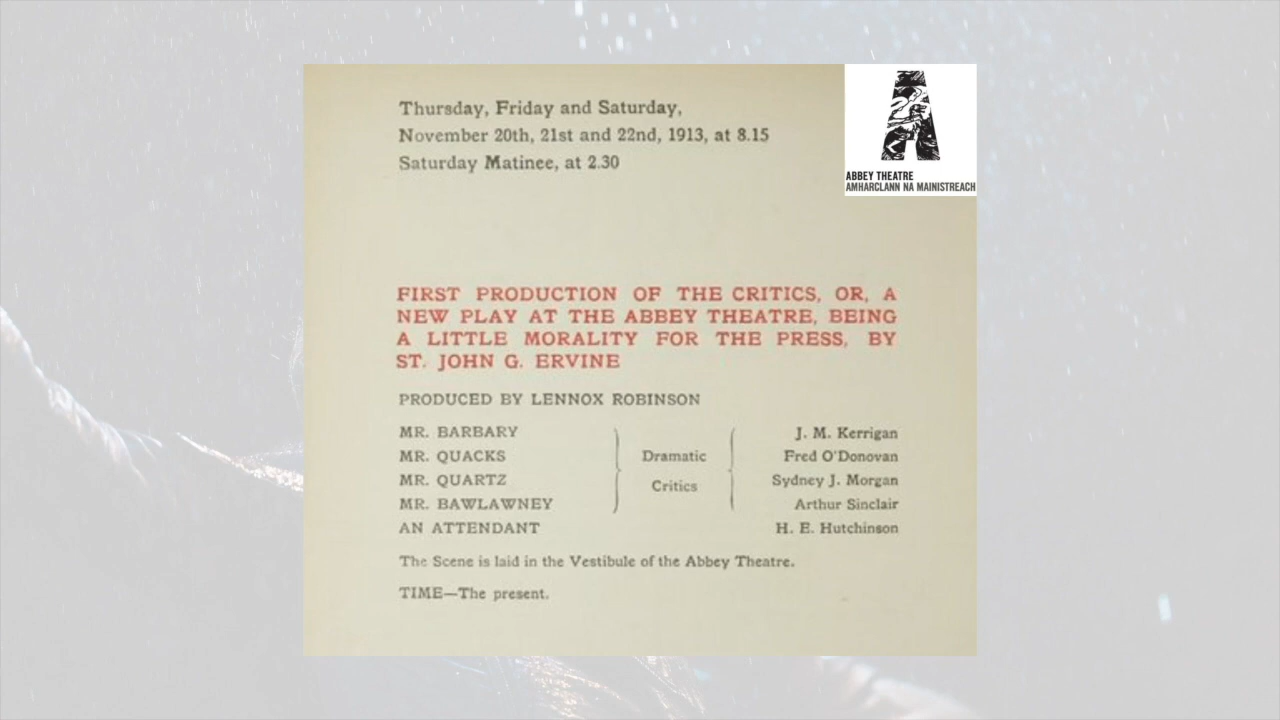 Thursday, Friday and Saturday,
November 20th, 21st and 22nd, 1913, at 8.15
Saturday Matinee, at 2.30
ABBEY THEATRE
AMHARCLANN NA MAINISTREACH
FIRST PRODUCTION OF THE CRITICS, OR, A
NEW PLAY AT THE ABBEY THEATRE, BEING
A LITTLE MORALITY FOR THE PRESS, BY
ST. JOHN G. ERVINE
PRODUCED BY LENNOX ROBINSON
MR. BARBARY J. M. Kerrigan
MR. QUACKS Dramatic Fred O'Donovan
MR. QUARTZ Critics Sydney J. Morgan
MR. BAWLAWNEY Arthur Sinclair
AN ATTENDANT H. E. Hutchinson
The Scene is laid in the Vestibule of the Abbey Theatre.
TIME—The present.